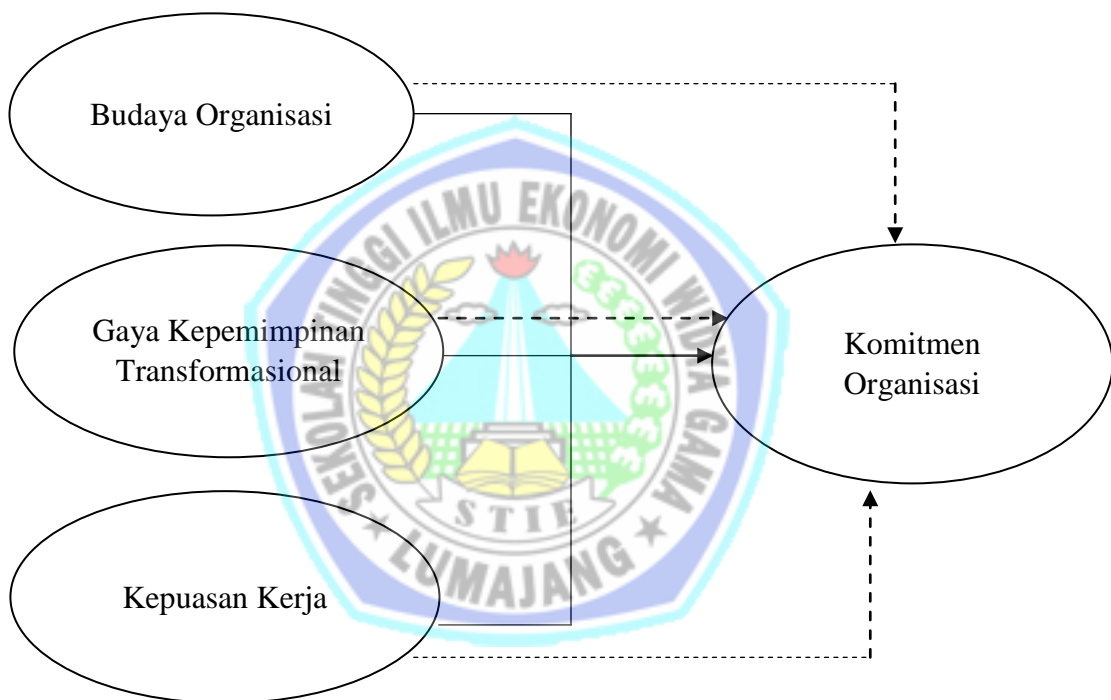 Budaya Organisasi
Gaya Kepemimpinan
Transformasional
Komitmen
Organisasi
Kepuasan Kerja
SEKOLAH TINGGI ILMU EKONOMI WIDYA GAMA
STIE
LUMAJANG